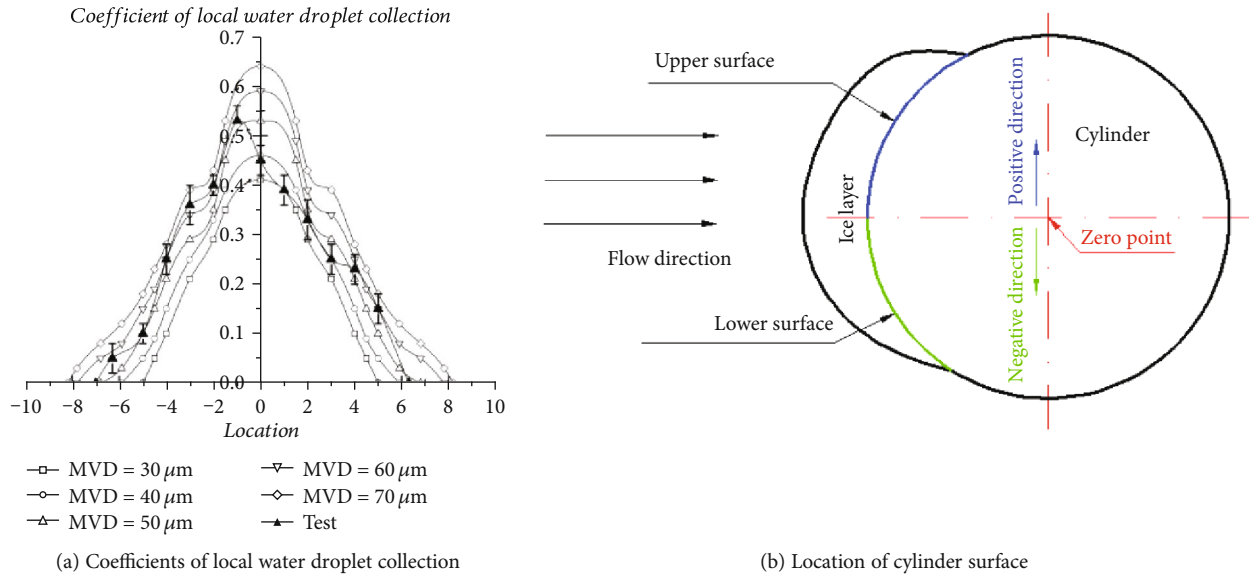 Coefficient of local water droplet collection
0.7
0.6
0.5
0.4
0.3
0.2
0.1
0.0
−10 −8 −6 −4 −2 0 2 4 6 8 10
Location
MVD = 30 μm
MVD = 40 μm
MVD = 50 μm
MVD = 60 μm
MVD = 70 μm
Test
(a) Coefficients of local water droplet collection
Upper surface
Flow direction
Lower surface
Ice layer
Positive direction
Negative direction
Cylinder
Zero point
(b) Location of cylinder surface